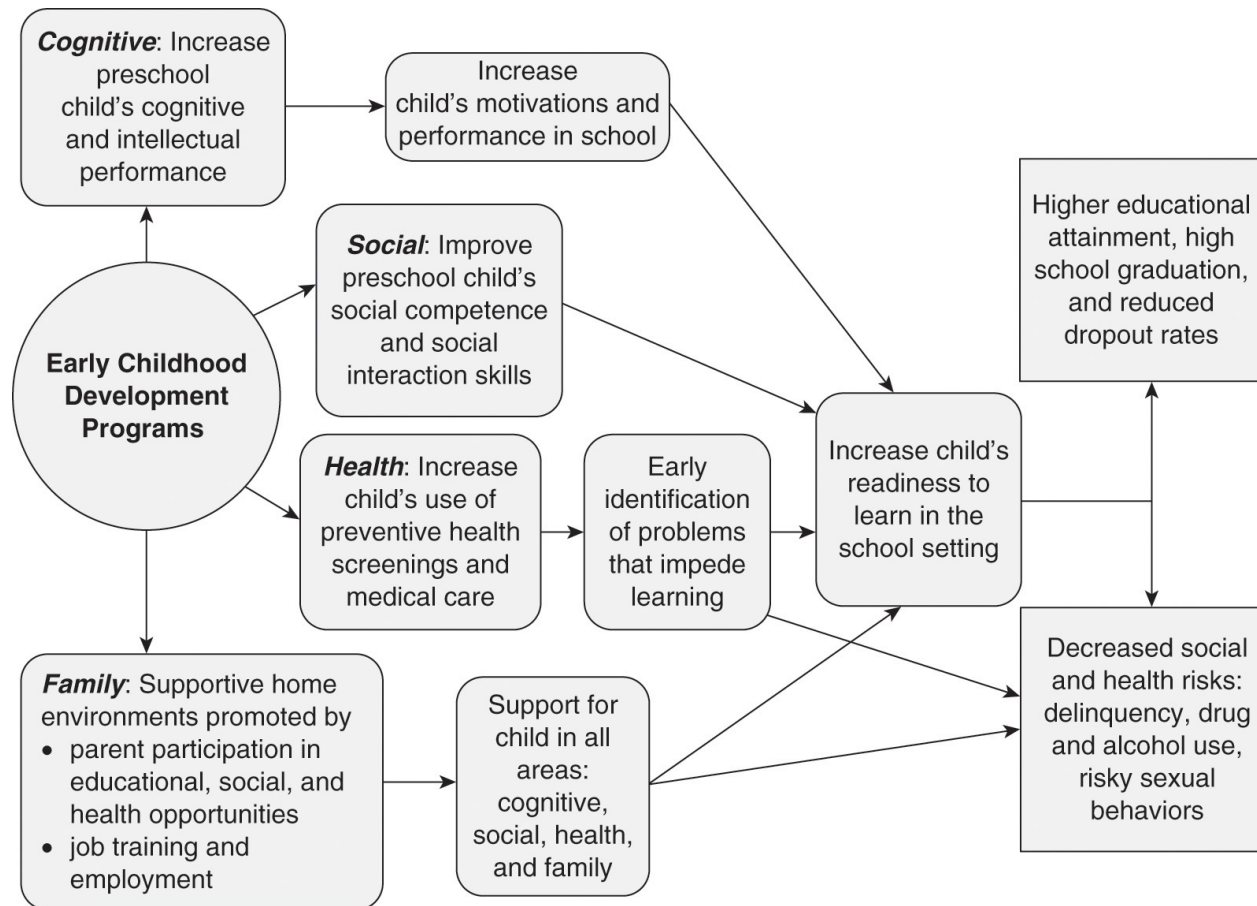 Cognitive: Increase
preschool
child’s cognitive
and intellectual
performance
Increase
child’s motivations and
performance in school
Social: Improve
preschool child’s
social competence
and social
interaction skills
Early Childhood
Development
Programs
Health: Increase
child’s use of
preventive health
screenings and
medical care
Early
identification
of problems
that impede
learning
Increase child’s
readiness to
learn in the
school setting
Higher educational
attainment, high
school graduation,
and reduced
dropout rates
Family: Supportive home
environments promoted by
• parent participation in
educational, social, and
health opportunities
• job training and
employment
Support for
child in all
areas:
cognitive,
social, health,
and family
Decreased social
and health risks:
delinquency, drug
and alcohol use,
risky sexual
behaviors